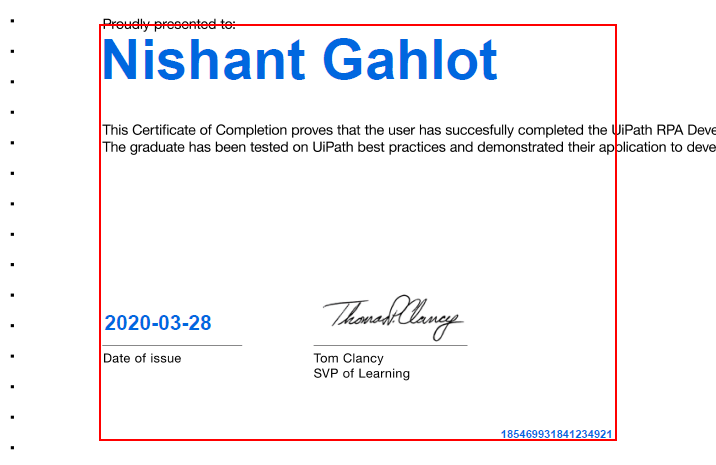 Proudly presented to:
Nishant Gahlot
This Certificate of Completion proves that the user has succesfully completed the UiPath RPA Deve
The graduate has been tested on UiPath best practices and demonstrated their application to deve
2020-03-28
Thomas P. Clancy
Date of issue
Tom Clancy
SVP of Learning
185469931841234921